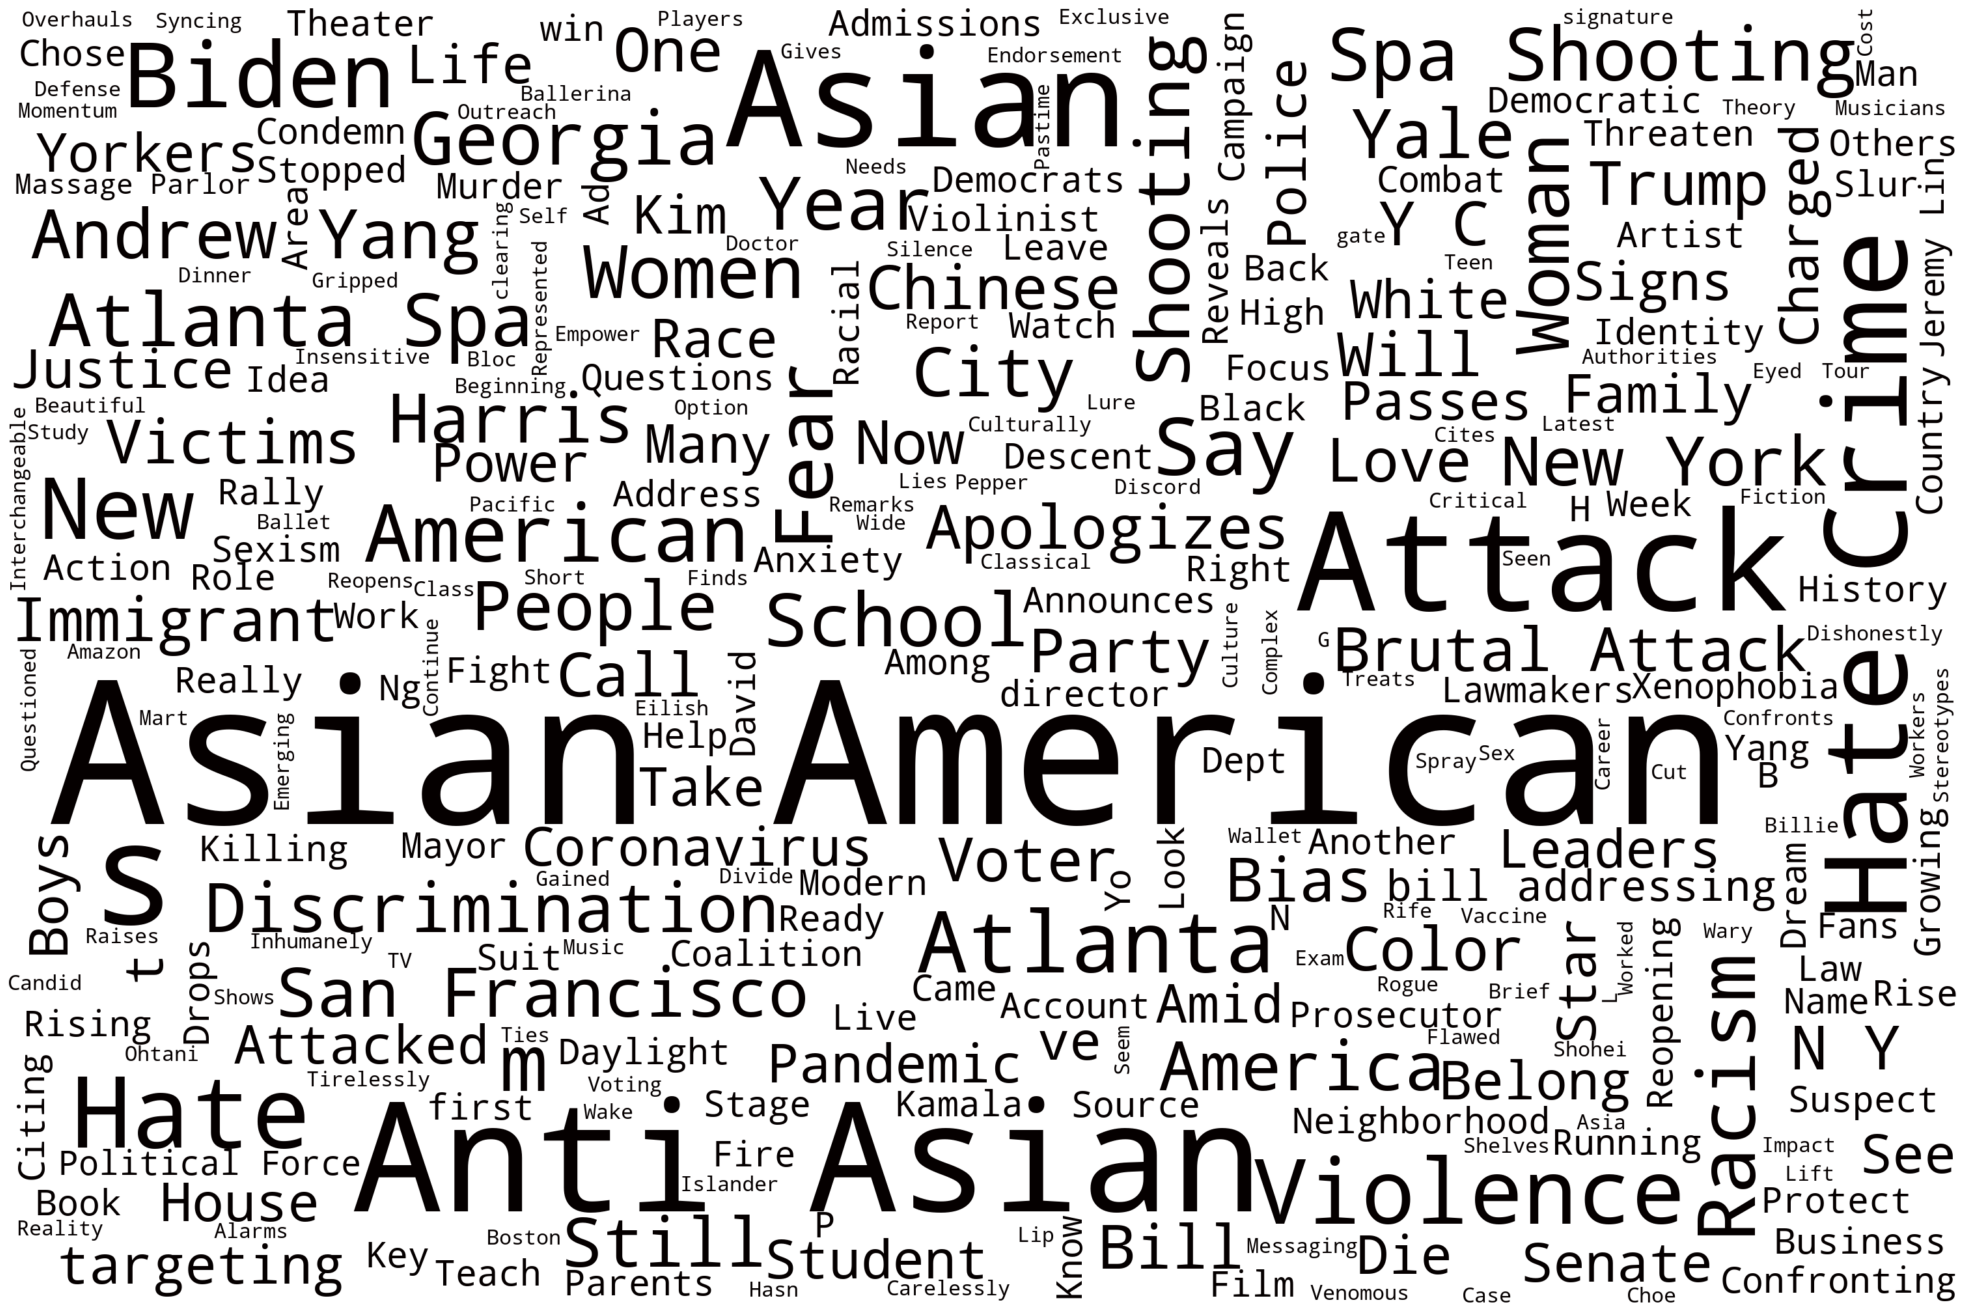 Overhauls Syncing Theater win Players Admissions Exclusive signature Cost
Chose Biden Life One Gives Asian Endorsement Shooting Campaign Spa Shooting Man
Defense Ballerina Police Democratic Theory Musicians
Momentum Outreach Pastime
Yorkers Condemn Georgia Yale Woman Threaten Charged Others
Massage Parlor Stopped Murder Ad Needs Democrats Combat Trump Slur Jeremy Lin
Andrew Yang Area clearing Self Kim Year Violinist Reveals gate Y C Artist
Dinner Gripped Represented Doctor Women Silence Leave Back Teen Signs Crime
Atlanta Spa Empower Race Racial Chinese Report Watch High White Identity
Justice Idea Insensitive Bloc Beginning Questions City Focus Will Authorities Eyed Tour
Interchangeable Beautiful Harris Option Fear Lure Black Passes Family Country
Study Victims Power Many Now Culturally Descent Say Love Cites Latest New York
New Rally Pacific Address Remarks Lies Pepper Discord Critical H Week Fiction
Ballet Sexism American Wide Apologizes Attack Seen
Action Role Reopens Class Short Finds Anxiety Classical Right History
Immigrant Work People School Announces Culture Complex G Brutal Attack Dishonestly
Questioned Amazon Really Ng Continue Fight Call David Among Party director Treats Lawmakers Xenophobia Hate
Asian Mart Emerging Eilish Help American Dept Spray Sex Career Cut Confronts Yang Workers Stereotypes
Take B
Boys s Killing Mayor Coronavirus Voter Yo Look Wallet Another Leaders Billie Growing
Discrimination Gained Divide Modern Bias bill addressing Dream
Raises t Drops Inhumanely Ready Atlanta N Rife Vaccine Star Worked Reopening Wary Fans
Candid TV Suit Music Coalition Exam Color Racism Law
Shows San Francisco Came Account Amid Rogue Brief L Name Rise
Rising Live Prosecutor
Citing Ohtani Attacked Ties m Daylight Pandemic ve Seem America Flawed Shohei N Y
Hate Tirelessly first Voting Wake Stage Kamala Source Belong Suspect
Anti Asian Neighborhood Asia
Political Force Fire Shelves Running Impact See
Book House Islander Violence Lift Protect
Reality Alarms Boston Still P Student Lip Know Bill Messaging Die Senate Business
targeting Key Teach Parents Hasn Carelessly Film Venomous Case Choe Confronting